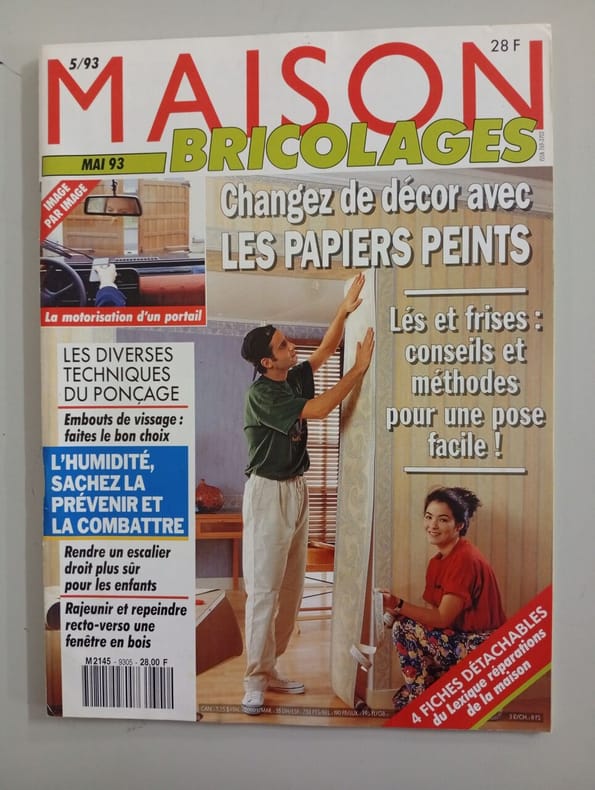 5/93
28 F
MAISON
BRICOLAGES
MAI 93
IMAGE
PAR IMAGE
La motorisation d'un portail
Changez de décor avec
LES PAPIERS PEINTS
Lés et frises :
conseils et
méthodes
pour une pose
facile !
LES DIVERSES
TECHNIQUES
DU PONÇAGE
Embouts de vissage :
faites le bon choix
L'HUMIDITÉ,
SACHEZ LA
PRÉVENIR ET
LA COMBATTRE
Rendre un escalier
droit plus sûr
pour les enfants
Rajeunir et repeindre
recto-verso une
fenêtre en bois
M 2145 - 9305 - 28,00 F
4 FICHES DÉTACHABLES
du Lexique réparations
de la maison